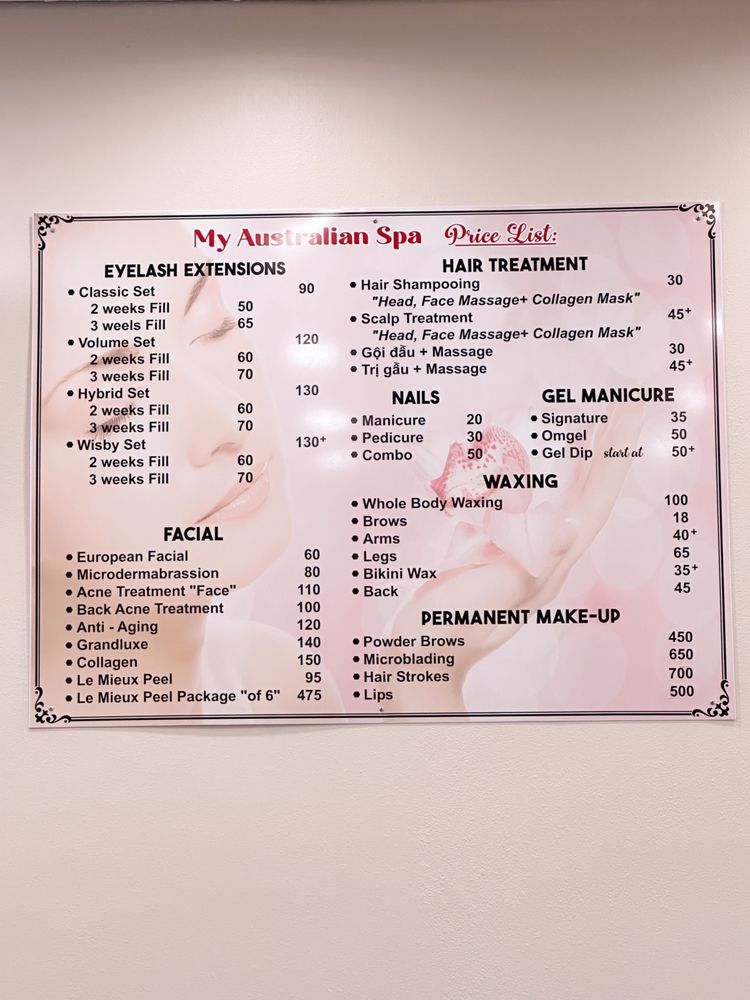 My Australian Spa Price List:
EYELASH EXTENSIONS
• Classic Set 90
2 weeks Fill 50
3 weels Fill 65
• Volume Set 120
2 weeks Fill 60
3 weeks Fill 70
• Hybrid Set 130
2 weeks Fill 60
3 weeks Fill 70
• Wisby Set 130+
2 weeks Fill 60
3 weeks Fill 70
FACIAL
• European Facial 60
• Microdermabrassion 80
• Acne Treatment "Face" 110
• Back Acne Treatment 100
• Anti - Aging 120
• Grandluxe 140
• Collagen 150
• Le Mieux Peel 95
• Le Mieux Peel Package "of 6" 475
HAIR TREATMENT
• Hair Shampooing 30
"Head, Face Massage+ Collagen Mask"
• Scalp Treatment 45+
"Head, Face Massage+ Collagen Mask"
• Gội đầu + Massage 30
• Trị gầu + Massage 45+
NAILS
• Manicure 20
• Pedicure 30
• Combo 50
GEL MANICURE
• Signature 35
• Omgel 50
• Gel Dip start at 50+
WAXING
• Whole Body Waxing 100
• Brows 18
• Arms 40+
• Legs 65
• Bikini Wax 35+
• Back 45
PERMANENT MAKE-UP
• Powder Brows 450
• Microblading 650
• Hair Strokes 700
• Lips 500